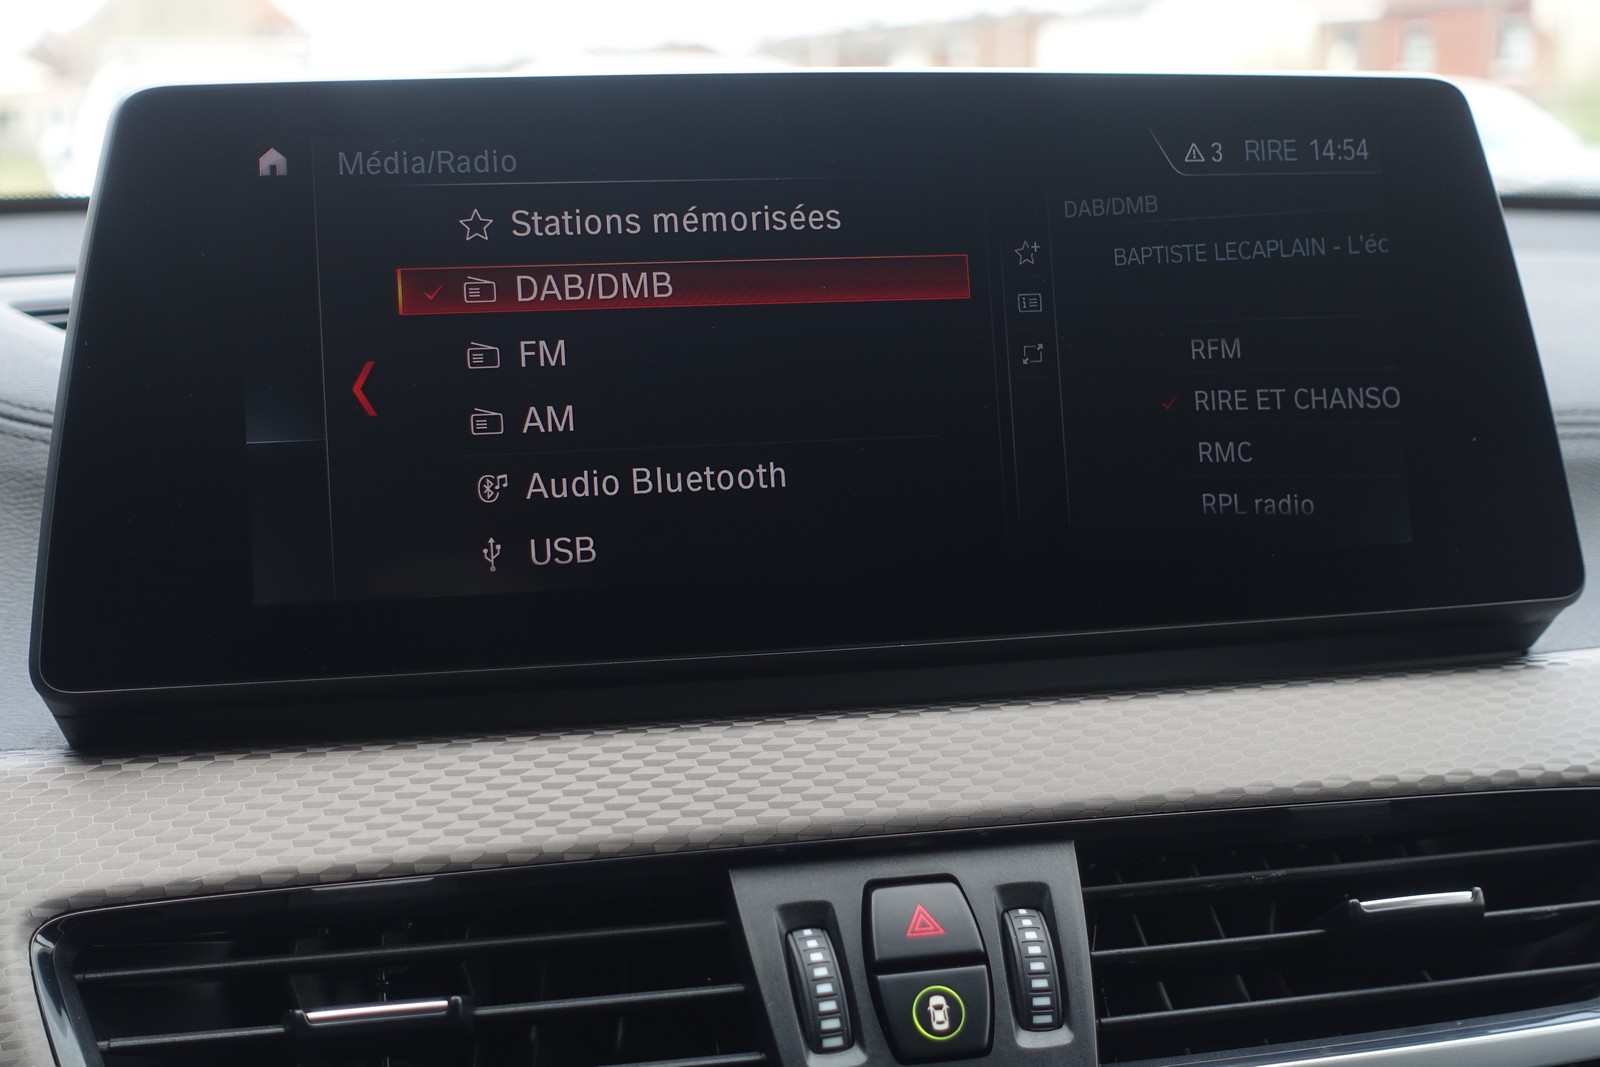 Média/Radio
3 RIRE 14:54
Stations mémorisées
DAB/DMB
FM
AM
Audio Bluetooth
USB
DAB/DMB
BAPTISTE LECAPLAIN - L'éc
RFM
RIRE ET CHANSO
RMC
RPL radio